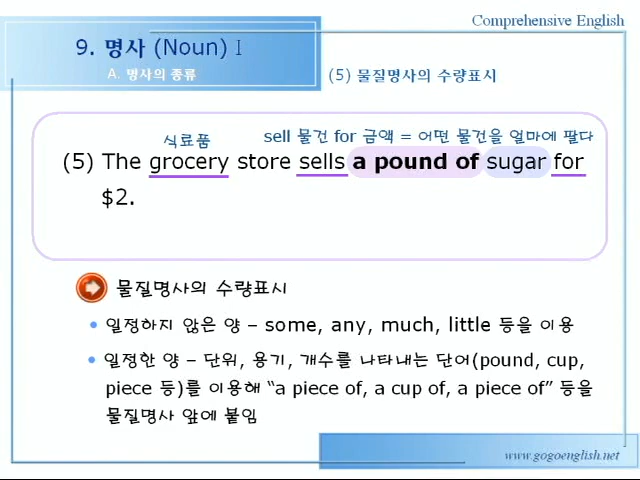 Comprehensive English
9. 명사 (Noun) I
A. 명사의 종류
(5) 물질명사의 수량표시
식료품
sell 물건 for 금액 = 어떤 물건을 얼마에 팔다
(5) The grocery store sells a pound of sugar for
$2.
물질명사의 수량표시
• 일정하지 않은 양 – some, any, much, little 등을 이용
• 일정한 양 – 단위, 용기, 개수를 나타내는 단어(pound, cup,
piece 등)를 이용해 “a piece of, a cup of, a piece of” 등을
물질명사 앞에 붙임
www.gogoenglish.net